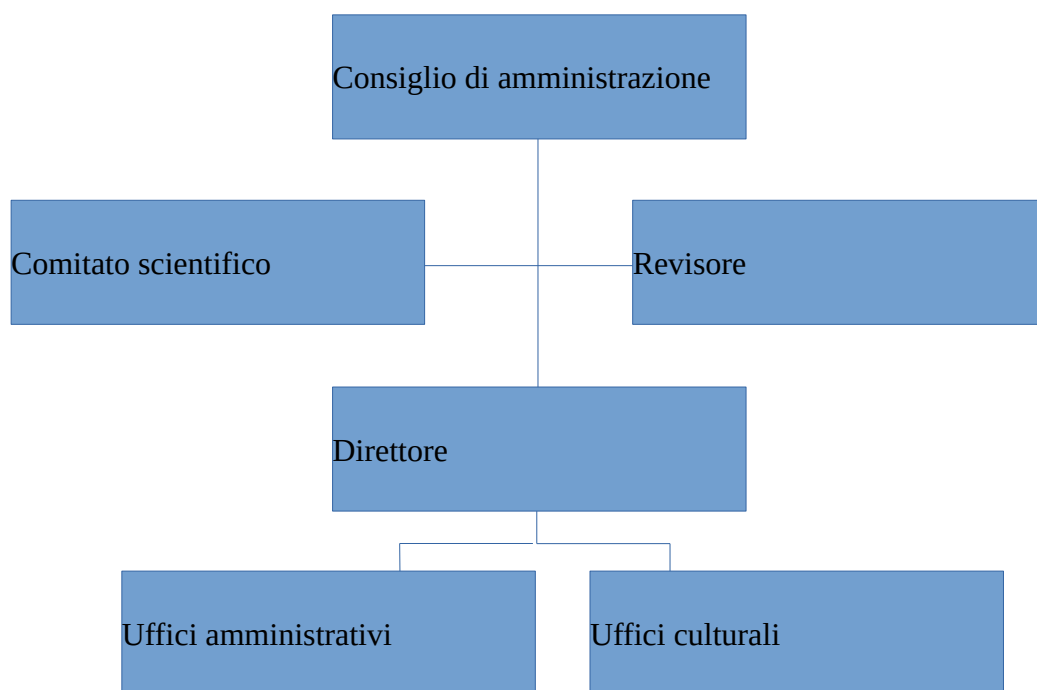 Consiglio di amministrazione
Comitato scientifico
Revisore
Direttore
Uffici amministrativi
Uffici culturali